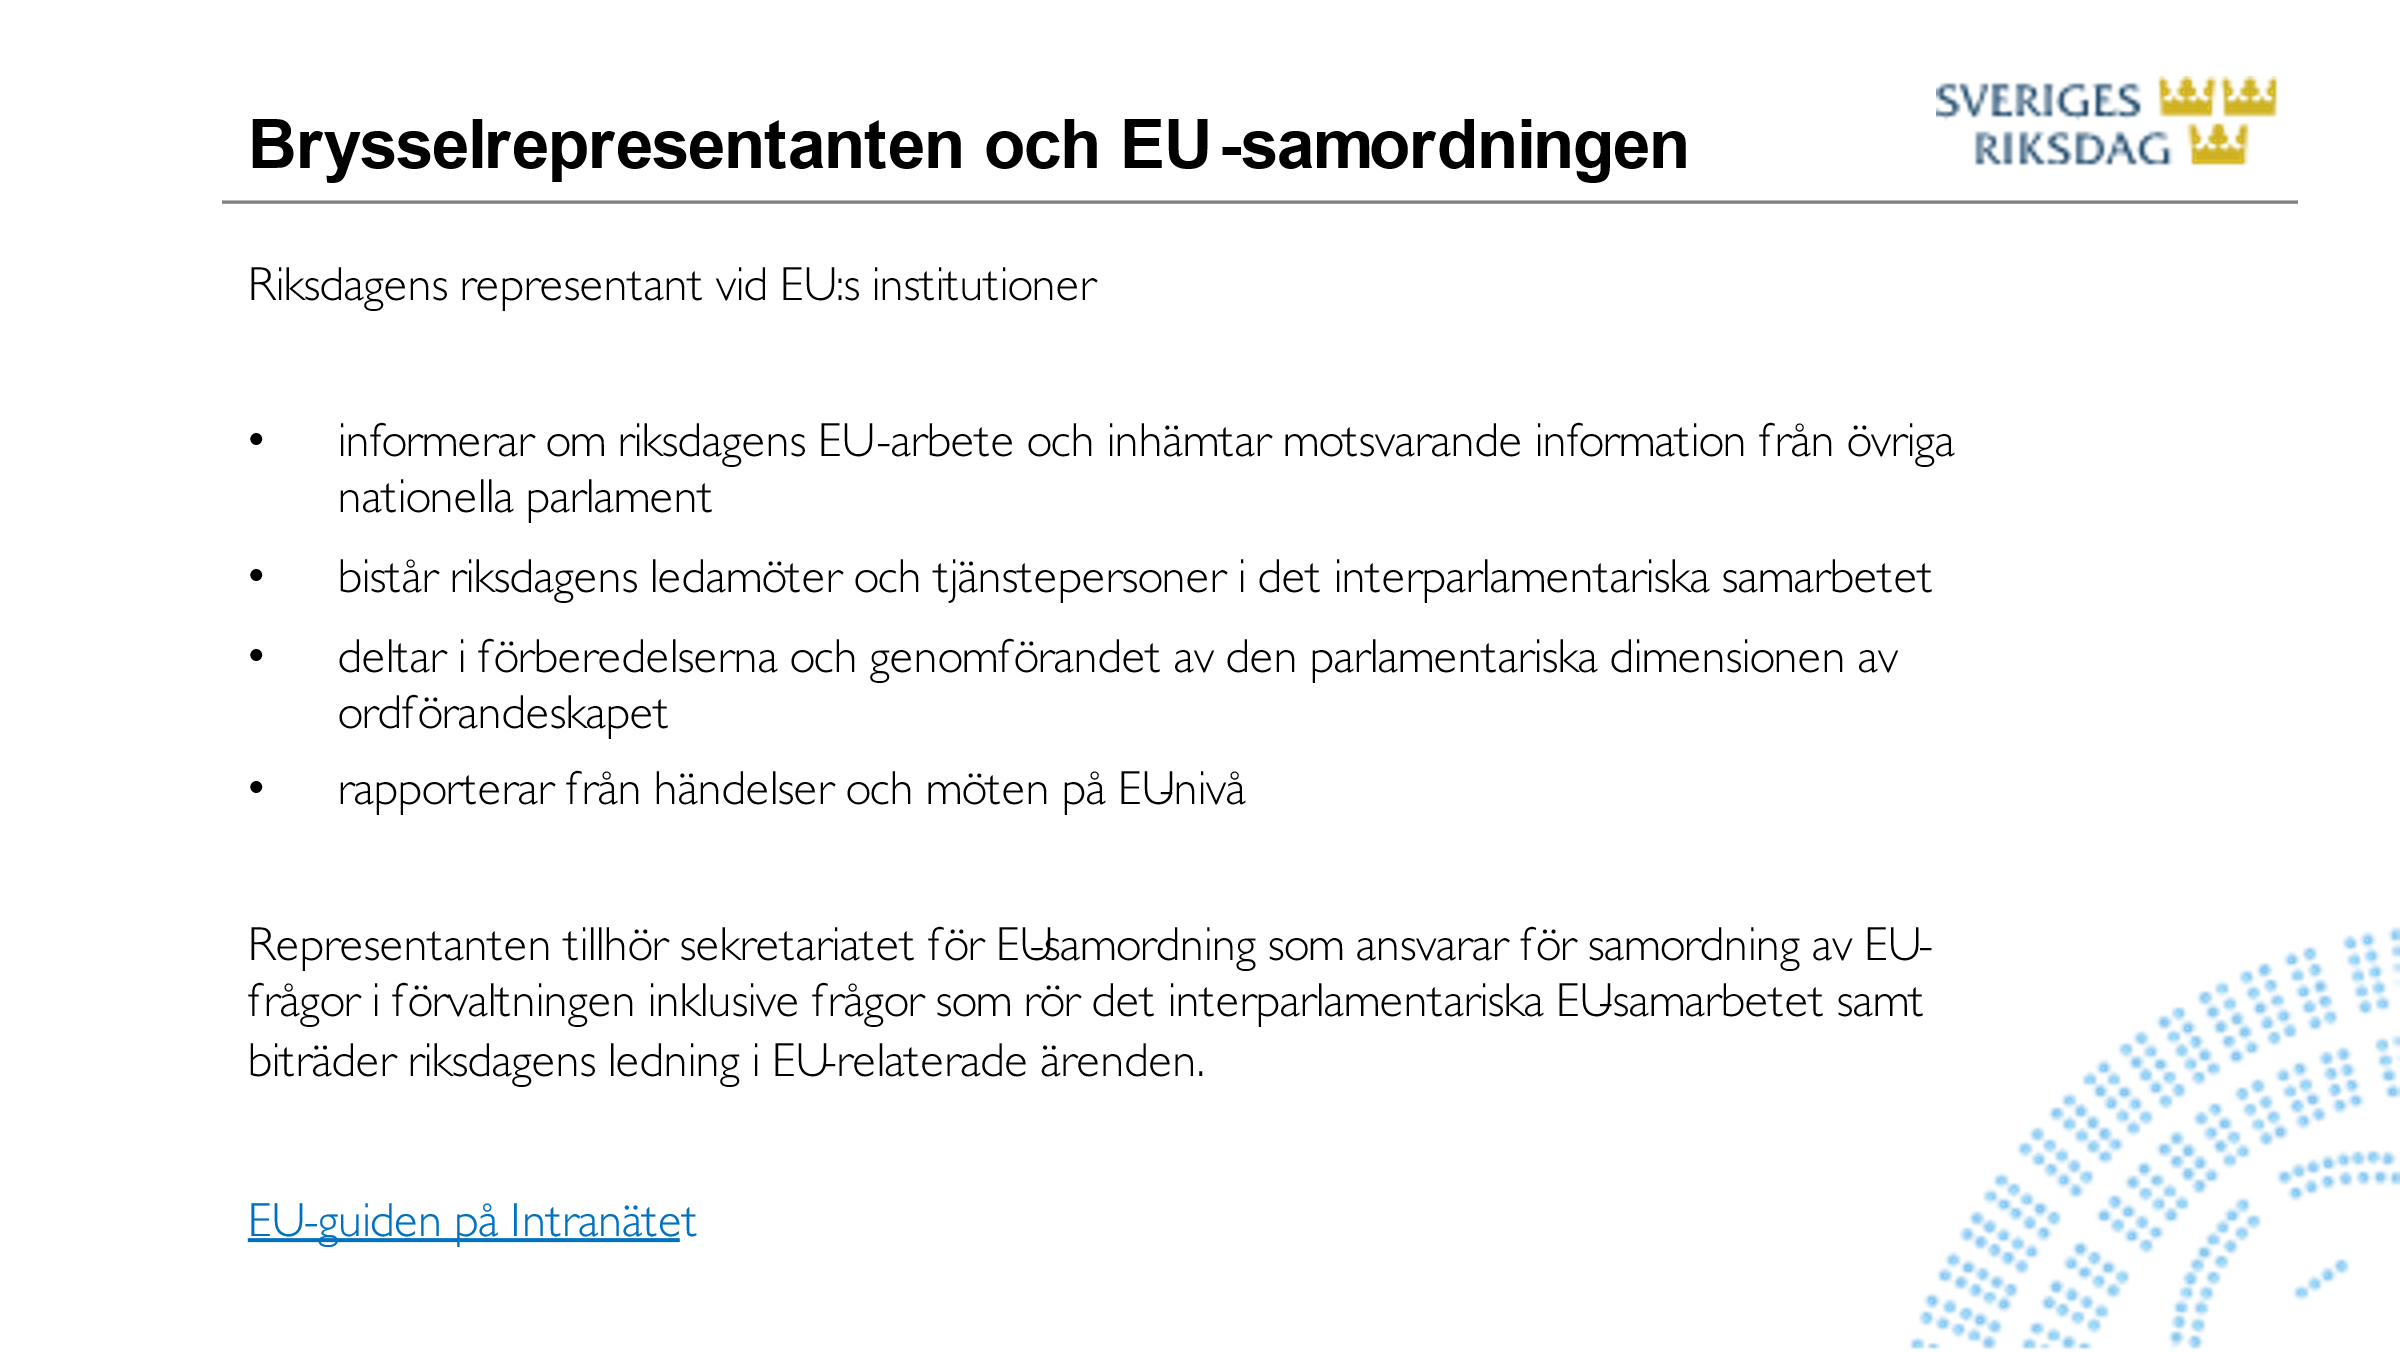 Brysselrepresentanten och EU-samordningen
SVERIGES
RIKSDAG
Riksdagens representant vid EU:s institutioner
• informerar om riksdagens EU-arbete och inhämtar motsvarande information från övriga
nationella parlament
• bistår riksdagens ledamöter och tjänstepersoner i det interparlamentariska samarbetet
• deltar i förberedelserna och genomförandet av den parlamentariska dimensionen av
ordförandeskapet
• rapporterar från händelser och möten på EU-nivå
Representanten tillhör sekretariatet för EU-samordning som ansvarar för samordning av EU-
frågor i förvaltningen inklusive frågor som rör det interparlamentariska EU-samarbetet samt
biträder riksdagens ledning i EU-relaterade ärenden.
EU-guiden på Intranätet